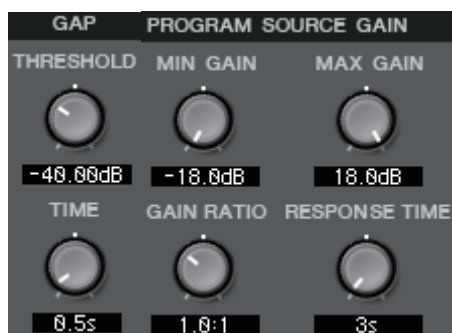 GAP PROGRAM SOURCE GAIN
THRESHOLD MIN GAIN MAX GAIN
-40.00dB -18.0dB 18.0dB
TIME GAIN RATIO RESPONSE TIME
0.5s 1.0:1 3s